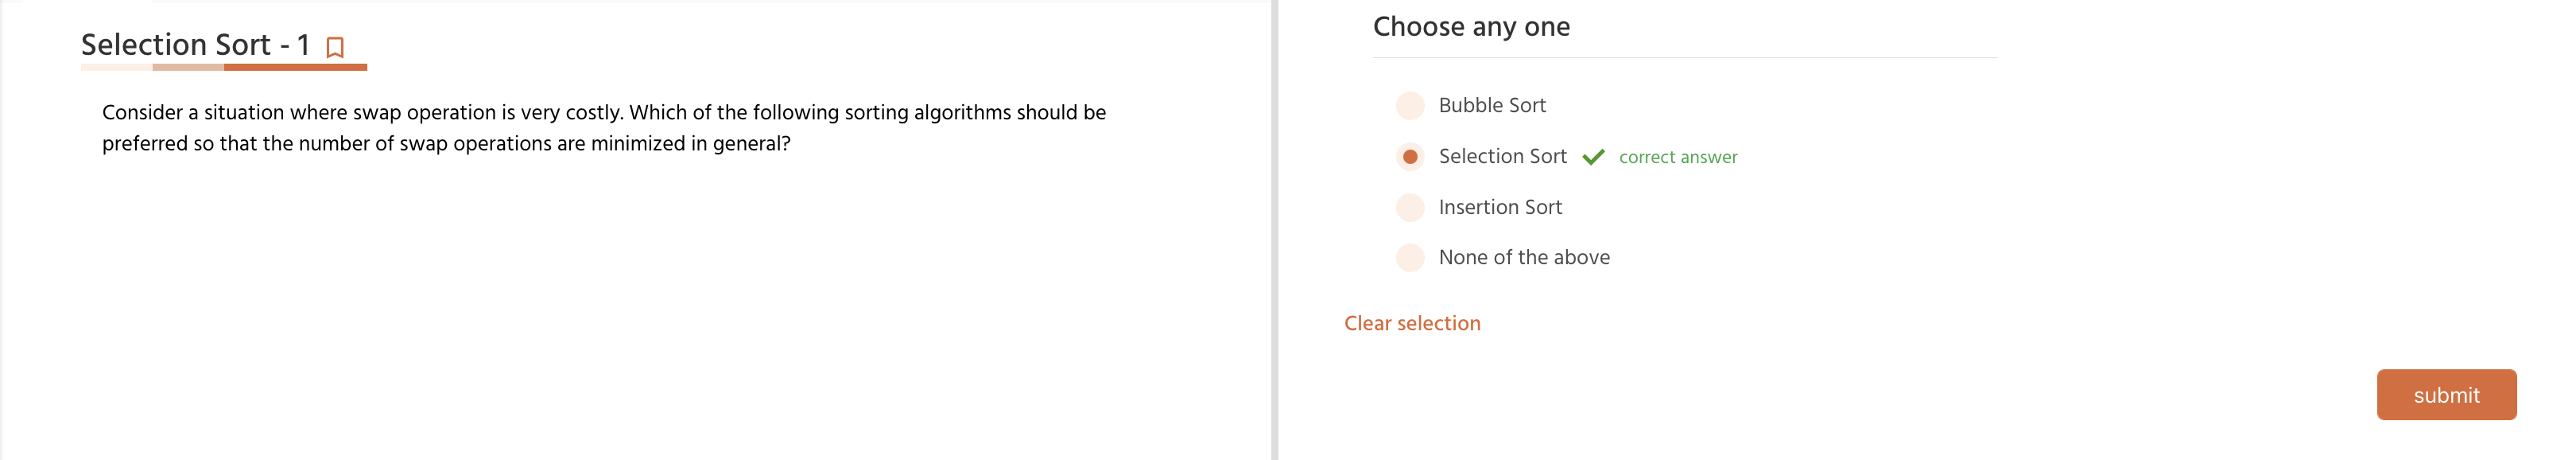 Selection Sort - 1
Consider a situation where swap operation is very costly. Which of the following sorting algorithms should be
preferred so that the number of swap operations are minimized in general?
Choose any one
Bubble Sort
Selection Sort correct answer
Insertion Sort
None of the above
Clear selection
submit